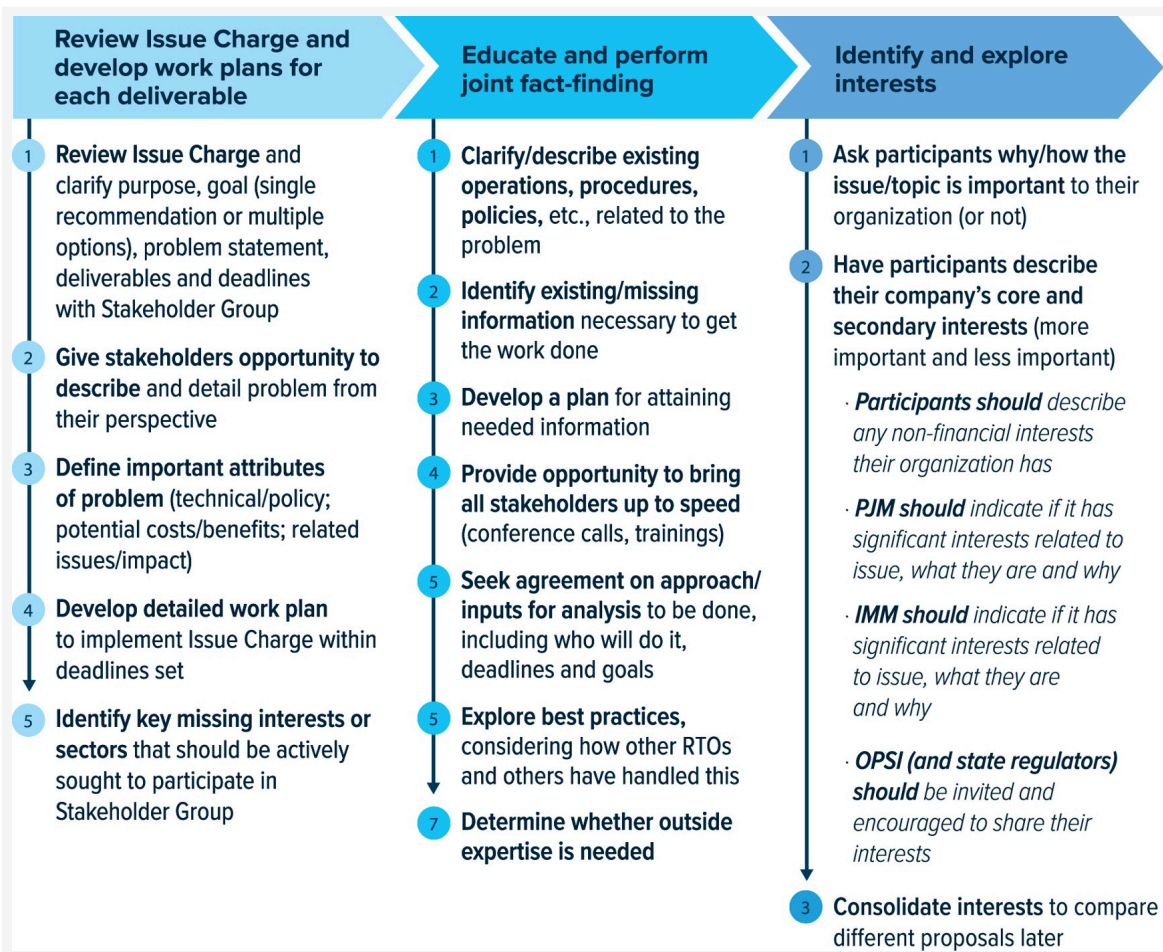 Review Issue Charge and
develop work plans for
each deliverable
1
Review Issue Charge and
clarify purpose, goal (single
recommendation or multiple
options), problem statement,
deliverables and deadlines
with Stakeholder Group
2
Give stakeholders opportunity to
describe and detail problem from
their perspective
3
Define important attributes
of problem (technical/policy;
potential costs/benefits; related
issues/impact)
4
Develop detailed work plan
to implement Issue Charge within
deadlines set
5
Identify key missing interests or
sectors that should be actively
sought to participate in
Stakeholder Group
Educate and perform
joint fact-finding
1
Clarify/describe existing
operations, procedures,
policies, etc., related to the
problem
2
Identify existing/missing
information necessary to get
the work done
3
Develop a plan for attaining
needed information
4
Provide opportunity to bring
all stakeholders up to speed
(conference calls, trainings)
5
Seek agreement on approach/
inputs for analysis to be done,
including who will do it,
deadlines and goals
5
Explore best practices,
considering how other RTOs
and others have handled this
7
Determine whether outside
expertise is needed
Identify and explore
interests
1
Ask participants why/how the
issue/topic is important to their
organization (or not)
2
Have participants describe
their company's core and
secondary interests (more
important and less important)
· Participants should describe
any non-financial interests
their organization has
· PJM should indicate if it has
significant interests related to
issue, what they are and why
· IMM should indicate if it has
significant interests related
to issue, what they are
and why
· OPSI (and state regulators)
should be invited and
encouraged to share their
interests
3
Consolidate interests to compare
different proposals later